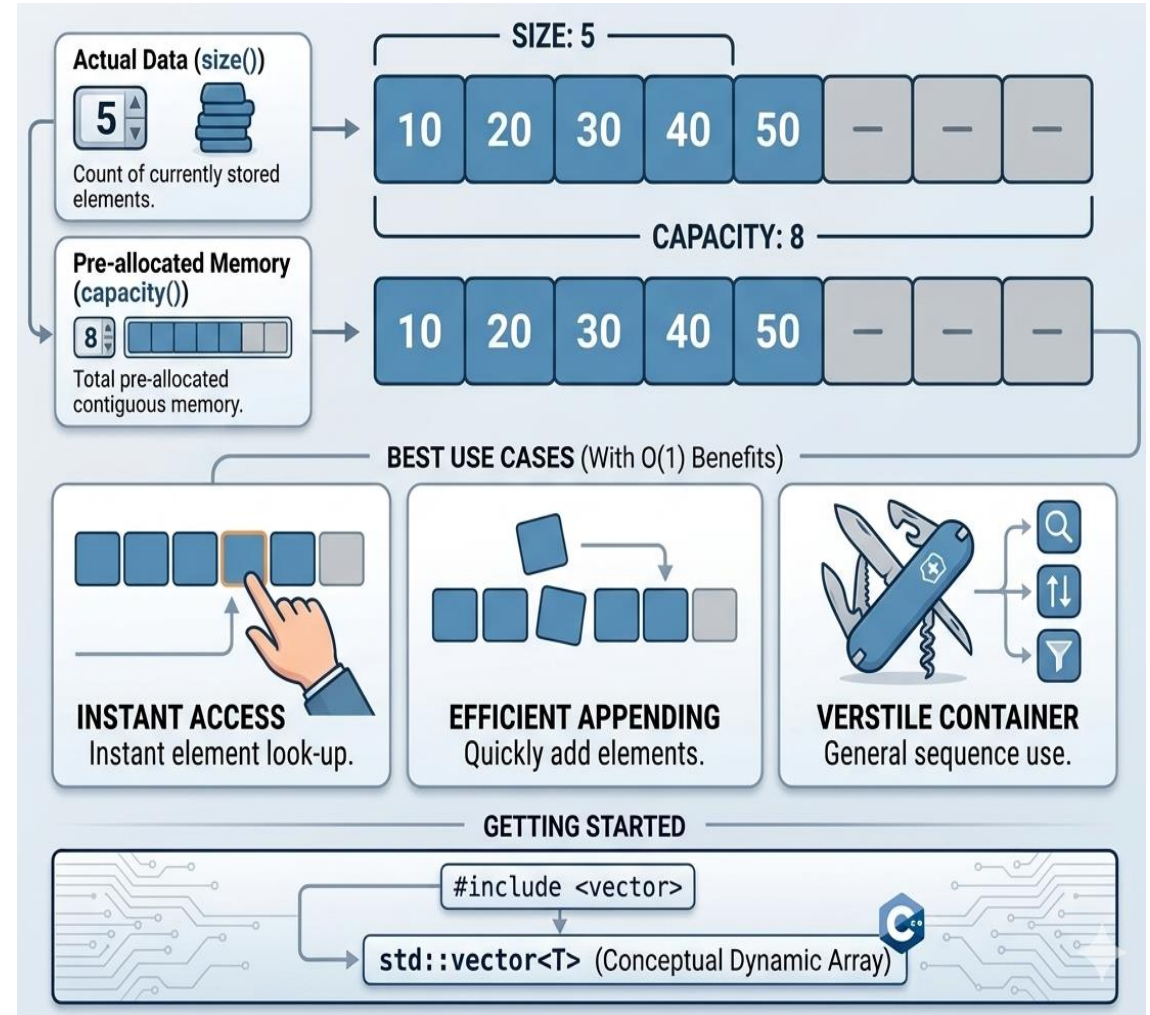 Actual Data (size())
5
Count of currently stored
elements.
SIZE: 5
10 20 30 40 50 — — —
CAPACITY: 8
Pre-allocated Memory
(capacity())
8
Total pre-allocated
contiguous memory.
10 20 30 40 50 — — —
BEST USE CASES (With O(1) Benefits)
INSTANT ACCESS
Instant element look-up.
EFFICIENT APPENDING
Quickly add elements.
VERSTILE CONTAINER
General sequence use.
GETTING STARTED
#include <vector>
std::vector<T> (Conceptual Dynamic Array)
C